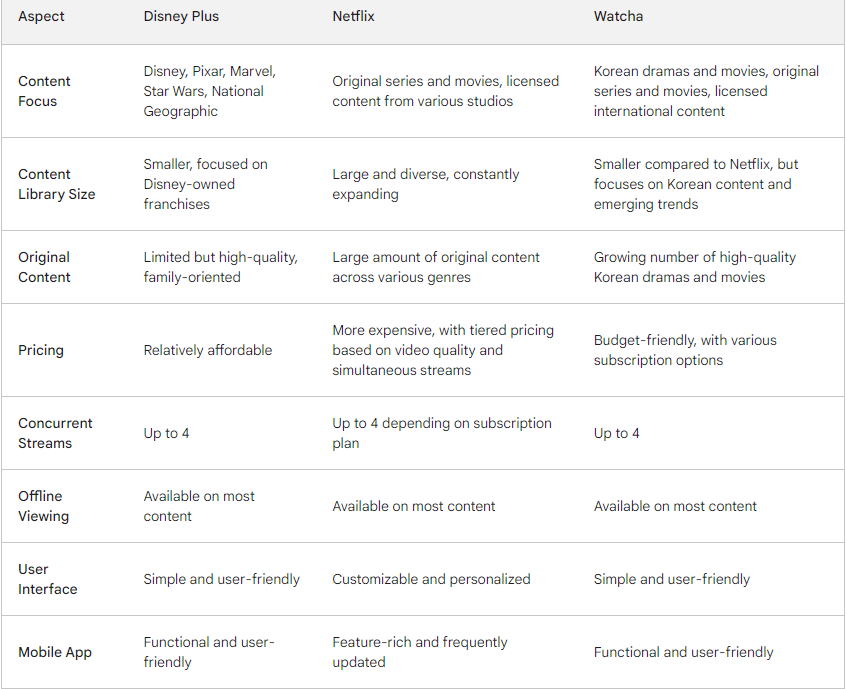 Aspect Disney Plus Netflix Watcha
Content Focus
Disney, Pixar, Marvel,
Star Wars, National
Geographic
Original series and movies, licensed
content from various studios
Korean dramas and movies, original
series and movies, licensed
international content
Content
Library Size
Smaller, focused on
Disney-owned
franchises
Large and diverse, constantly
expanding
Smaller compared to Netflix, but
focuses on Korean content and
emerging trends
Original
Content
Limited but high-quality,
family-oriented
Large amount of original content
across various genres
Growing number of high-quality
Korean dramas and movies
Pricing
Relatively affordable
More expensive, with tiered pricing
based on video quality and
simultaneous streams
Budget-friendly, with various
subscription options
Concurrent
Streams
Up to 4
Up to 4 depending on subscription
plan
Up to 4
Offline
Viewing
Available on most
content
Available on most content
Available on most content
User
Interface
Simple and user-friendly
Customizable and personalized
Simple and user-friendly
Mobile App
Functional and user-
friendly
Feature-rich and frequently
updated
Functional and user-friendly